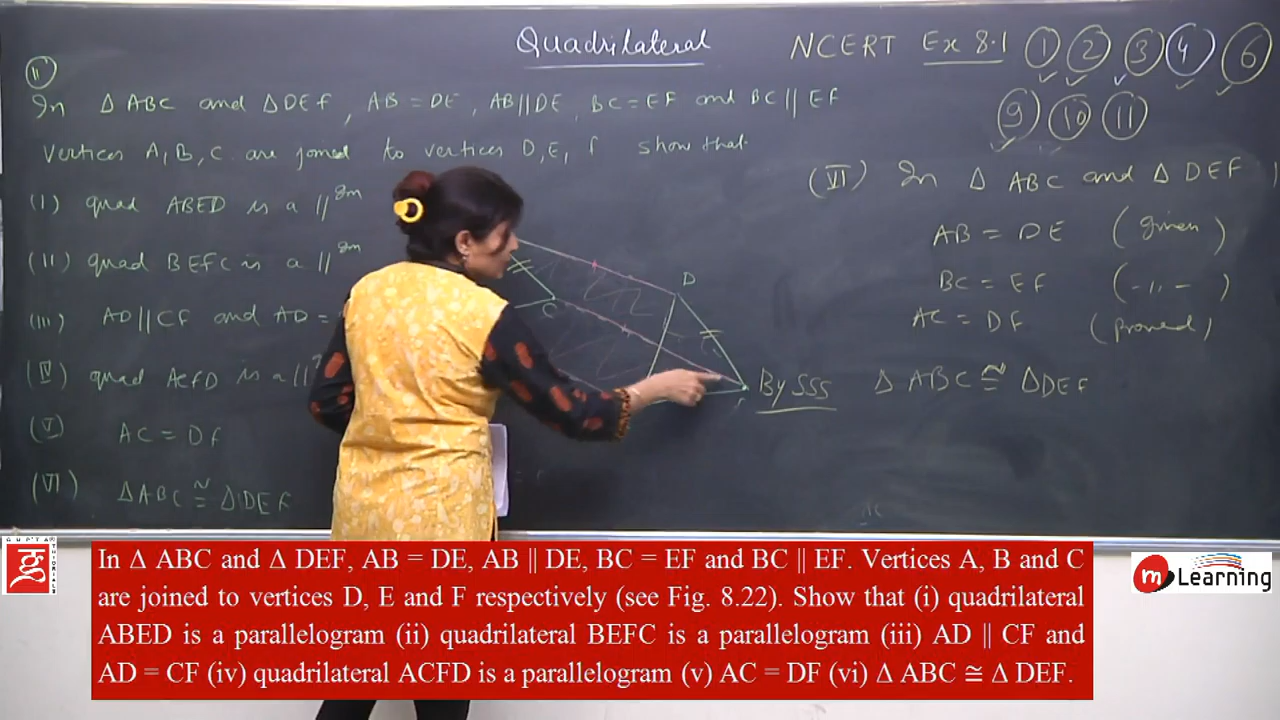 Quadrilateral
NCERT Ex 8.1 1 2 3 4 6
9 10 11
11
In Δ ABC and ΔDEF, AB = DE, AB||DE, BC = EF and BC || EF
Vertices A, B, C. are joined to vertices D, E, F show that
(I) quad ABED is a ||gm
(II) quad BEFC is a ||gm
(III) AD || CF and AD =
(IV) quad ACFD is a ||
(V) AC = DF
(VI) ΔABC ≅ ΔDEF
C
D
(VI) In Δ ABC and Δ DEF
AB = DE (given)
BC = EF (-"-)
AC = DF (proved)
By SSS Δ ABC ≅ ΔDEF
In Δ ABC and Δ DEF, AB = DE, AB || DE, BC = EF and BC || EF. Vertices A, B and C
are joined to vertices D, E and F respectively (see Fig. 8.22). Show that (i) quadrilateral
ABED is a parallelogram (ii) quadrilateral BEFC is a parallelogram (iii) AD || CF and
AD = CF (iv) quadrilateral ACFD is a parallelogram (v) AC = DF (vi) Δ ABC ≅ Δ DEF.
GUPTA
TUTORIALS
m Learning